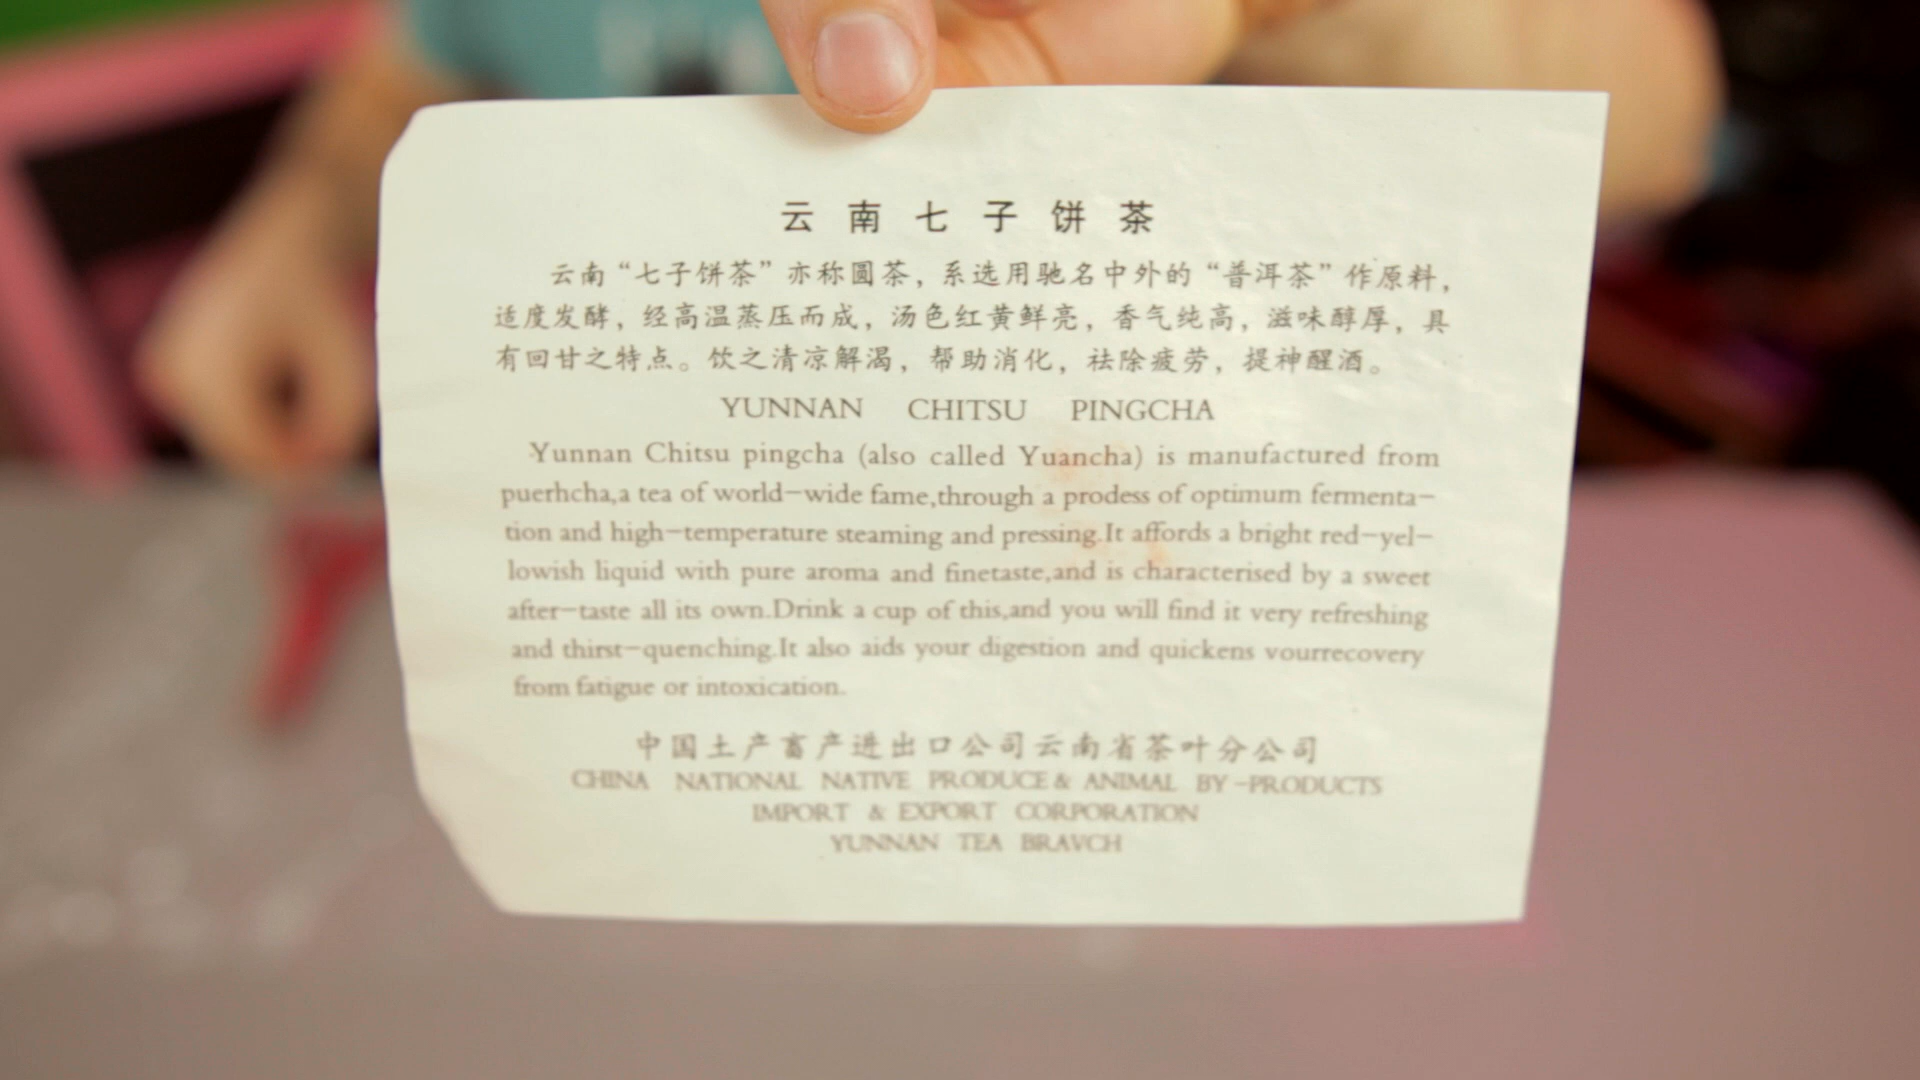 云南七子饼茶
云南“七子饼茶”亦称圆茶，系选用驰名中外的“普洱茶”作原料，
适度发酵，经高温蒸压而成，汤色红黄鲜亮，香气纯高，滋味醇厚，具
有回甘之特点。饮之清凉解渴，帮助消化，祛除疲劳，提神醒酒。
YUNNAN CHITSU PINGCHA
Yunnan Chitsu pingcha (also called Yuancha) is manufactured from
puerhcha,a tea of world-wide fame,through a prodess of optimum fermenta-
tion and high-temperature steaming and pressing.It affords a bright red-yel-
lowish liquid with pure aroma and finetaste,and is characterised by a sweet
after-taste all its own.Drink a cup of this,and you will find it very refreshing
and thirst-quenching.It also aids your digestion and quickens vourrecovery
from fatigue or intoxication.
中国土产畜产进出口公司云南省茶叶分公司
CHINA NATIONAL NATIVE PRODUCE & ANIMAL BY-PRODUCTS
IMPORT & EXPORT CORPORATION
YUNNAN TEA BRAVCH